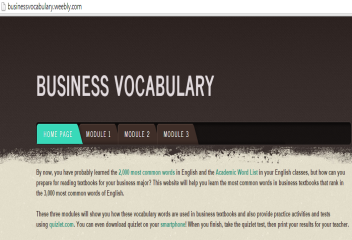 businessvocabulary.weebly.com
BUSINESS VOCABULARY
HOME PAGE MODULE 1 MODULE 2 MODULE 3
By now, you have probably learned the 2,000 most common words in English and the Academic Word List in your English classes, but how can you
prepare for reading textbooks for your business major? This website will help you learn the most common words in business textbooks that rank in
the 3,000 most common words of English.
These three modules will show you how these vocabulary words are used in business textbooks and also provide practice activities and tests
using quizlet.com. You can even download quizlet on your smartphone! When you finish, take the quizlet test, then print your results for your teacher.